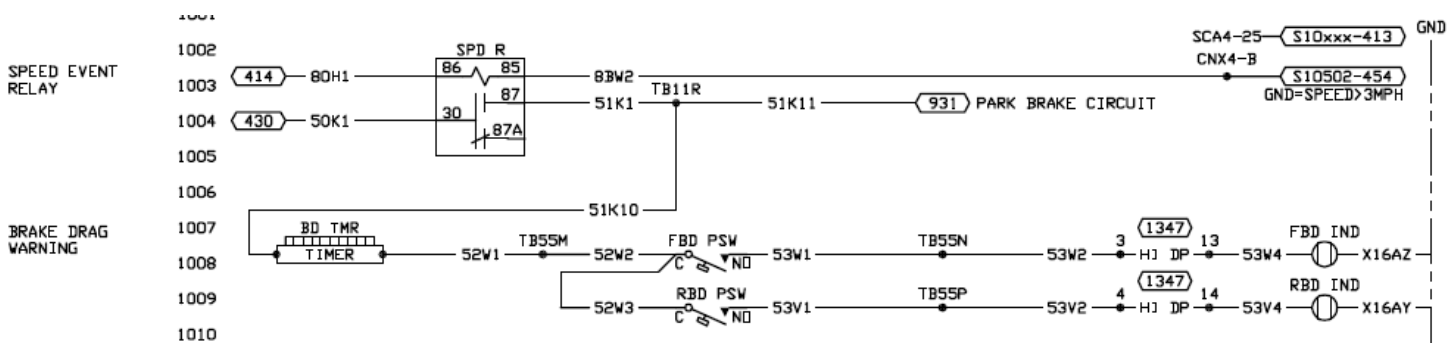 1002
SPEED EVENT
RELAY
1003
1004
1005
1006
BRAKE DRAG
WARNING
1007
1008
1009
1010
GND
SCA4-25 S10xxx-413
CNX4-B
SPD R
414 80H1 86 85 83W2 S10502-454
GND=SPEED>3MPH
87 51K1 TB11R 51K11 931 PARK BRAKE CIRCUIT
430 50K1 30
87A
51K10
BD TMR
TIMER 52W1 TB55M 52W2 FBD PSW C NO 53W1 TB55N 53W2 3 1347 HJ DP 13 53W4 FBD IND X16AZ
52W3 RBD PSW C NO 53V1 TB55P 53V2 4 1347 HJ DP 14 53V4 RBD IND X16AY